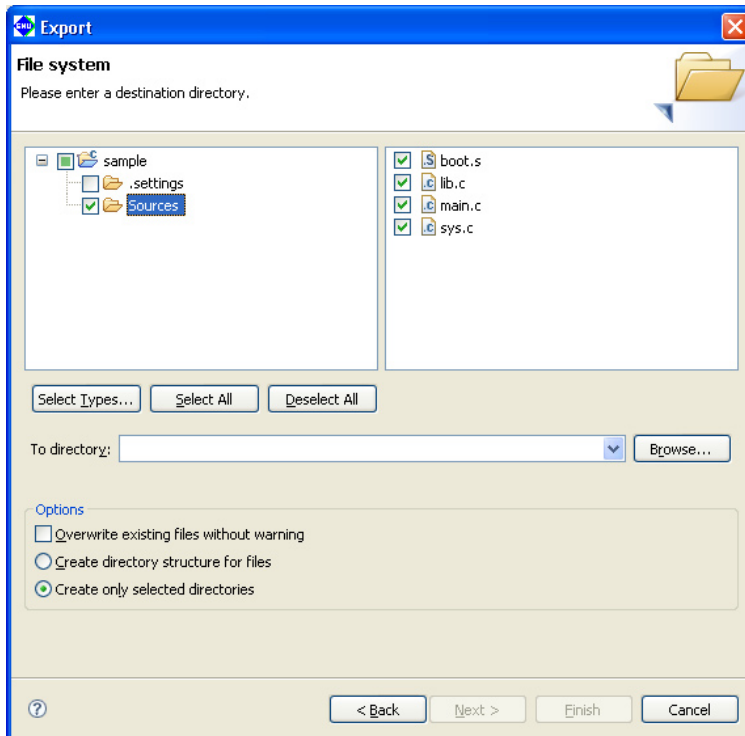 GNU Export
File system
Please enter a destination directory.
sample
.settings
Sources
S boot.s
.c lib.c
.c main.c
.c sys.c
Select Types...
Select All
Deselect All
To directory:
Browse...
Options
Overwrite existing files without warning
Create directory structure for files
Create only selected directories
?
< Back
Next >
Finish
Cancel